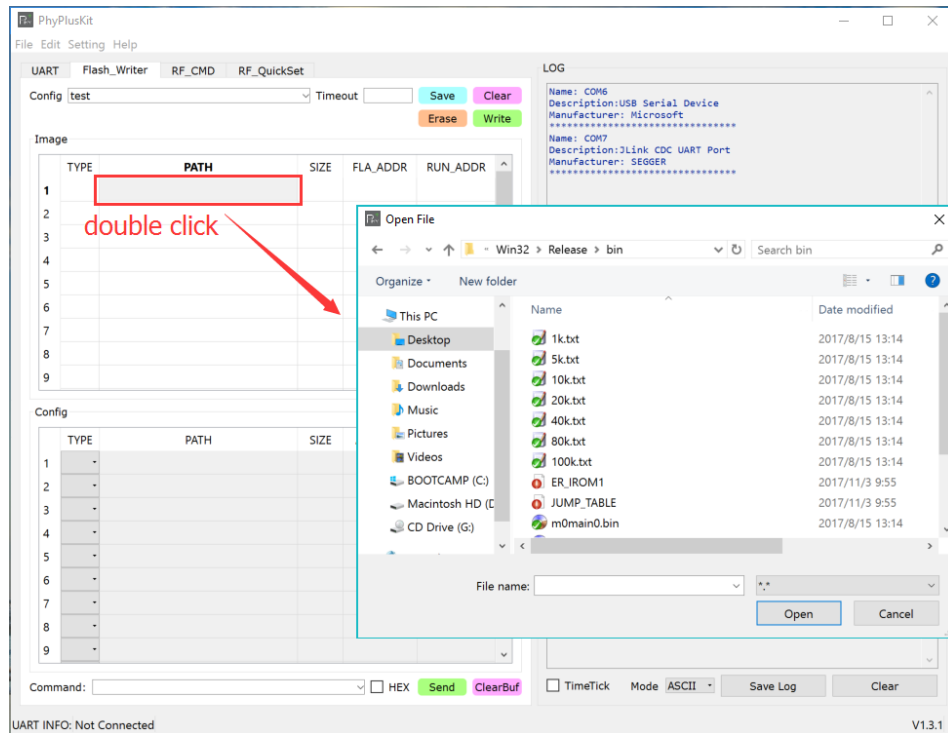 PhyPlusKit
File Edit Setting Help
UART Flash_Writer RF_CMD RF_QuickSet
Config test Timeout Save Clear
Erase Write
Image
TYPE PATH SIZE FLA_ADDR RUN_ADDR
1
2
3
4
5
6
7
8
9
double click
Config
TYPE PATH SIZE
1
2
3
4
5
6
7
8
9
Command: HEX Send ClearBuf
UART INFO: Not Connected
LOG
Name: COM6
Description:USB Serial Device
Manufacturer: Microsoft
********************************
Name: COM7
Description:JLink CDC UART Port
Manufacturer: SEGGER
********************************
Open File
Win32 > Release > bin Search bin
Organize New folder
This PC
Desktop
Documents
Downloads
Music
Pictures
Videos
BOOTCAMP (C:)
Macintosh HD (D
CD Drive (G:)
Name Date modified
1k.txt 2017/8/15 13:14
5k.txt 2017/8/15 13:14
10k.txt 2017/8/15 13:14
20k.txt 2017/8/15 13:14
40k.txt 2017/8/15 13:14
80k.txt 2017/8/15 13:14
100k.txt 2017/8/15 13:14
ER_IROM1 2017/11/3 9:55
JUMP_TABLE 2017/11/3 9:55
m0main0.bin 2017/8/15 13:14
File name: *.*
Open Cancel
TimeTick Mode ASCII Save Log Clear
V1.3.1